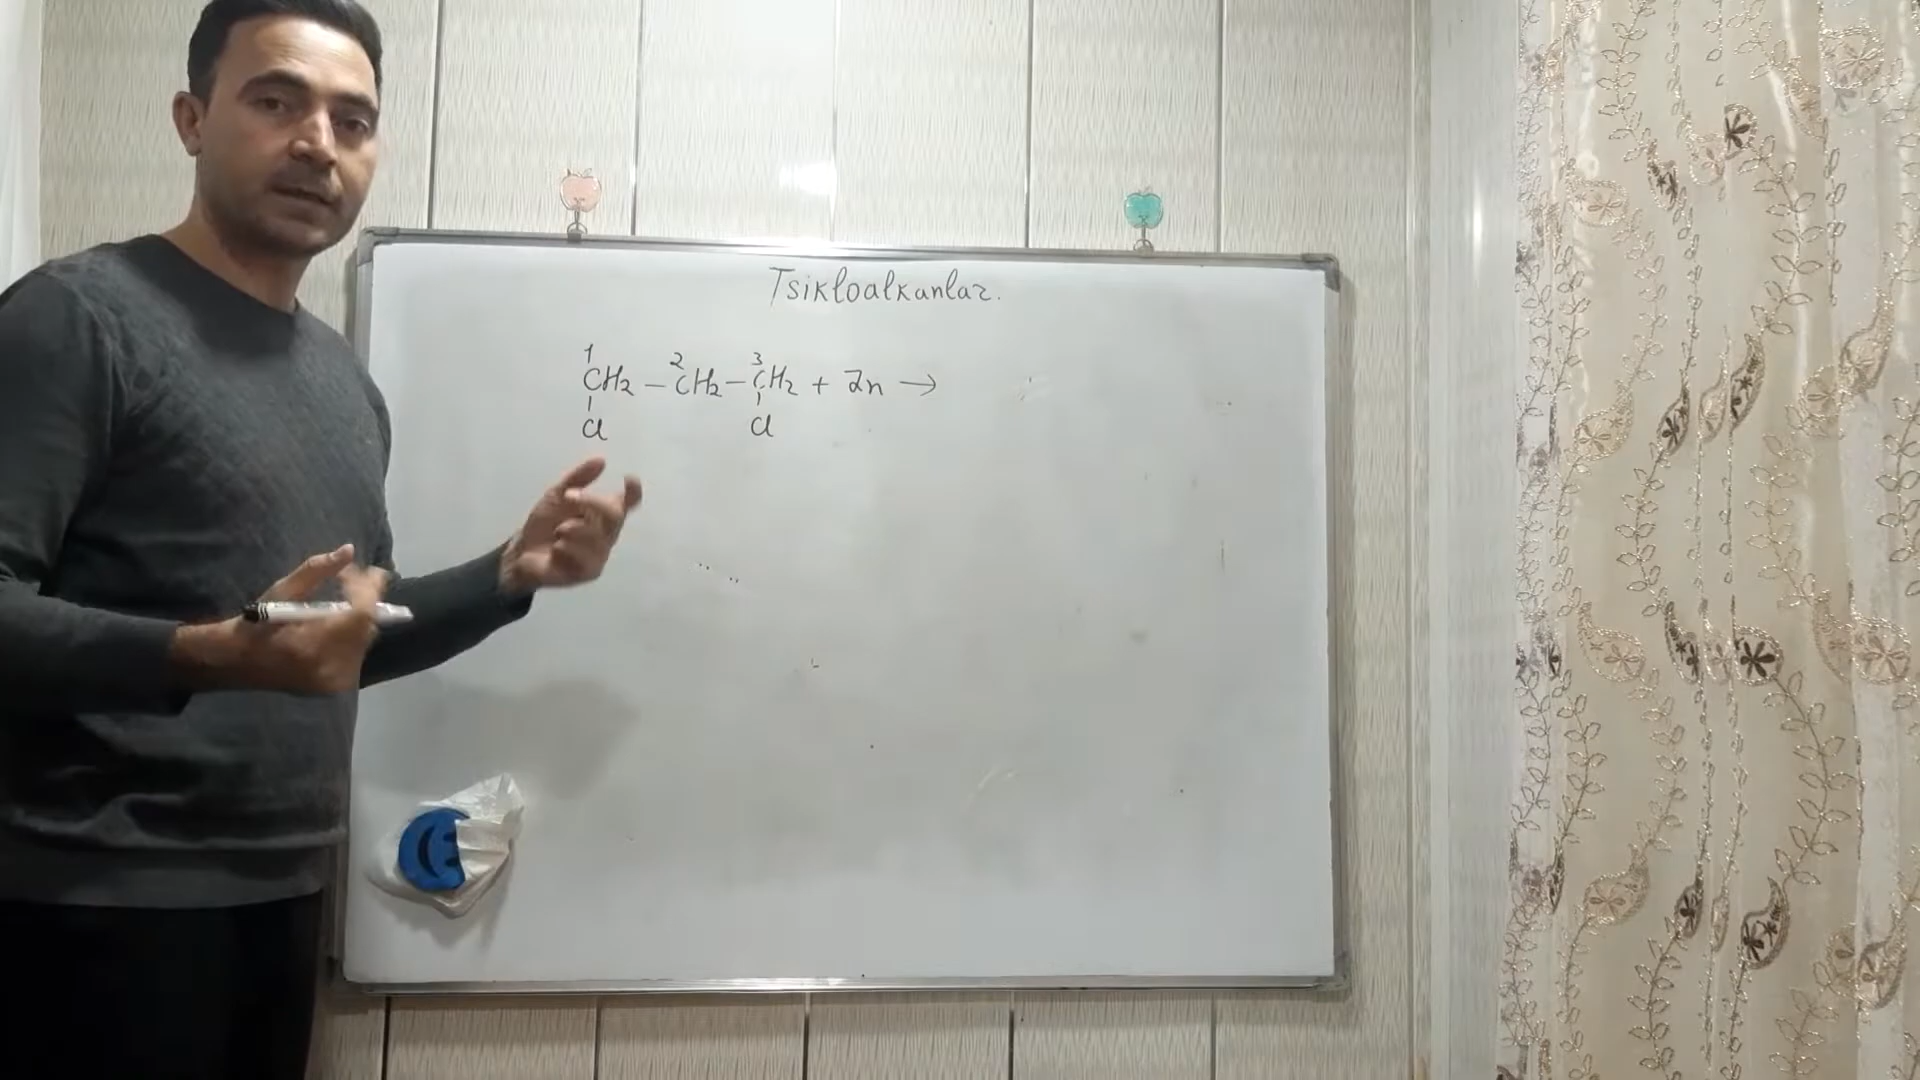 Tsikloalkanlar.
1 2 3
CH2 – CH2 – CH2 + Zn →
Cl Cl